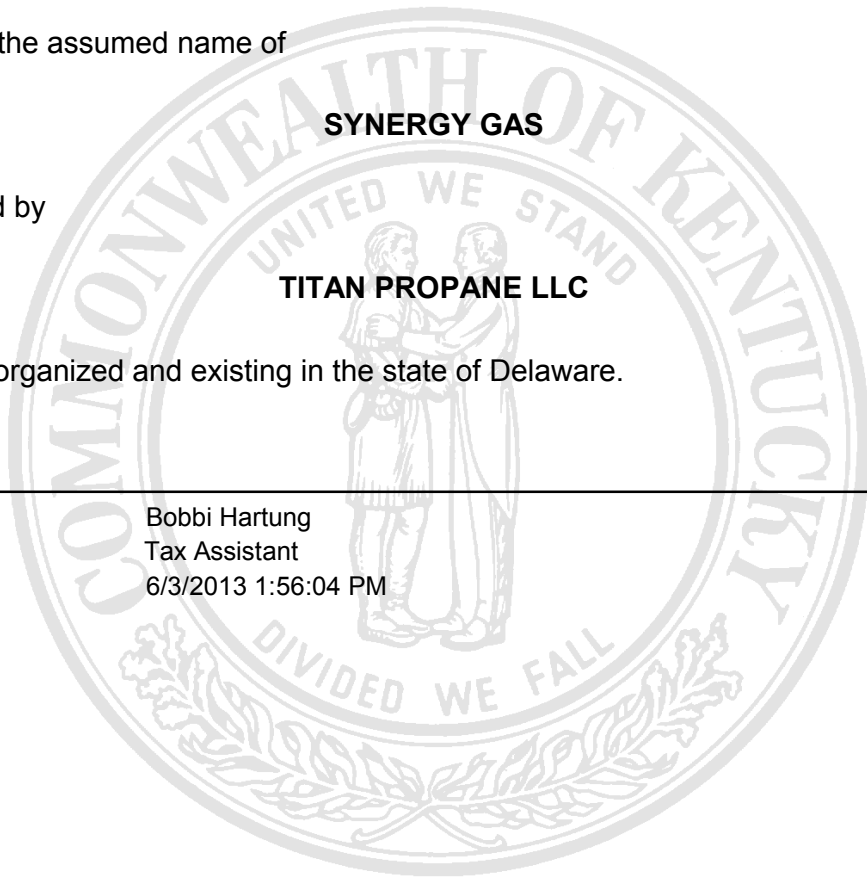 the assumed name of
SYNERGY GAS
d by
TITAN PROPANE LLC
organized and existing in the state of Delaware.
Bobbi Hartung
Tax Assistant
6/3/2013 1:56:04 PM
COMMONWEALTH OF KENTUCKY
UNITED WE STAND
DIVIDED WE FALL